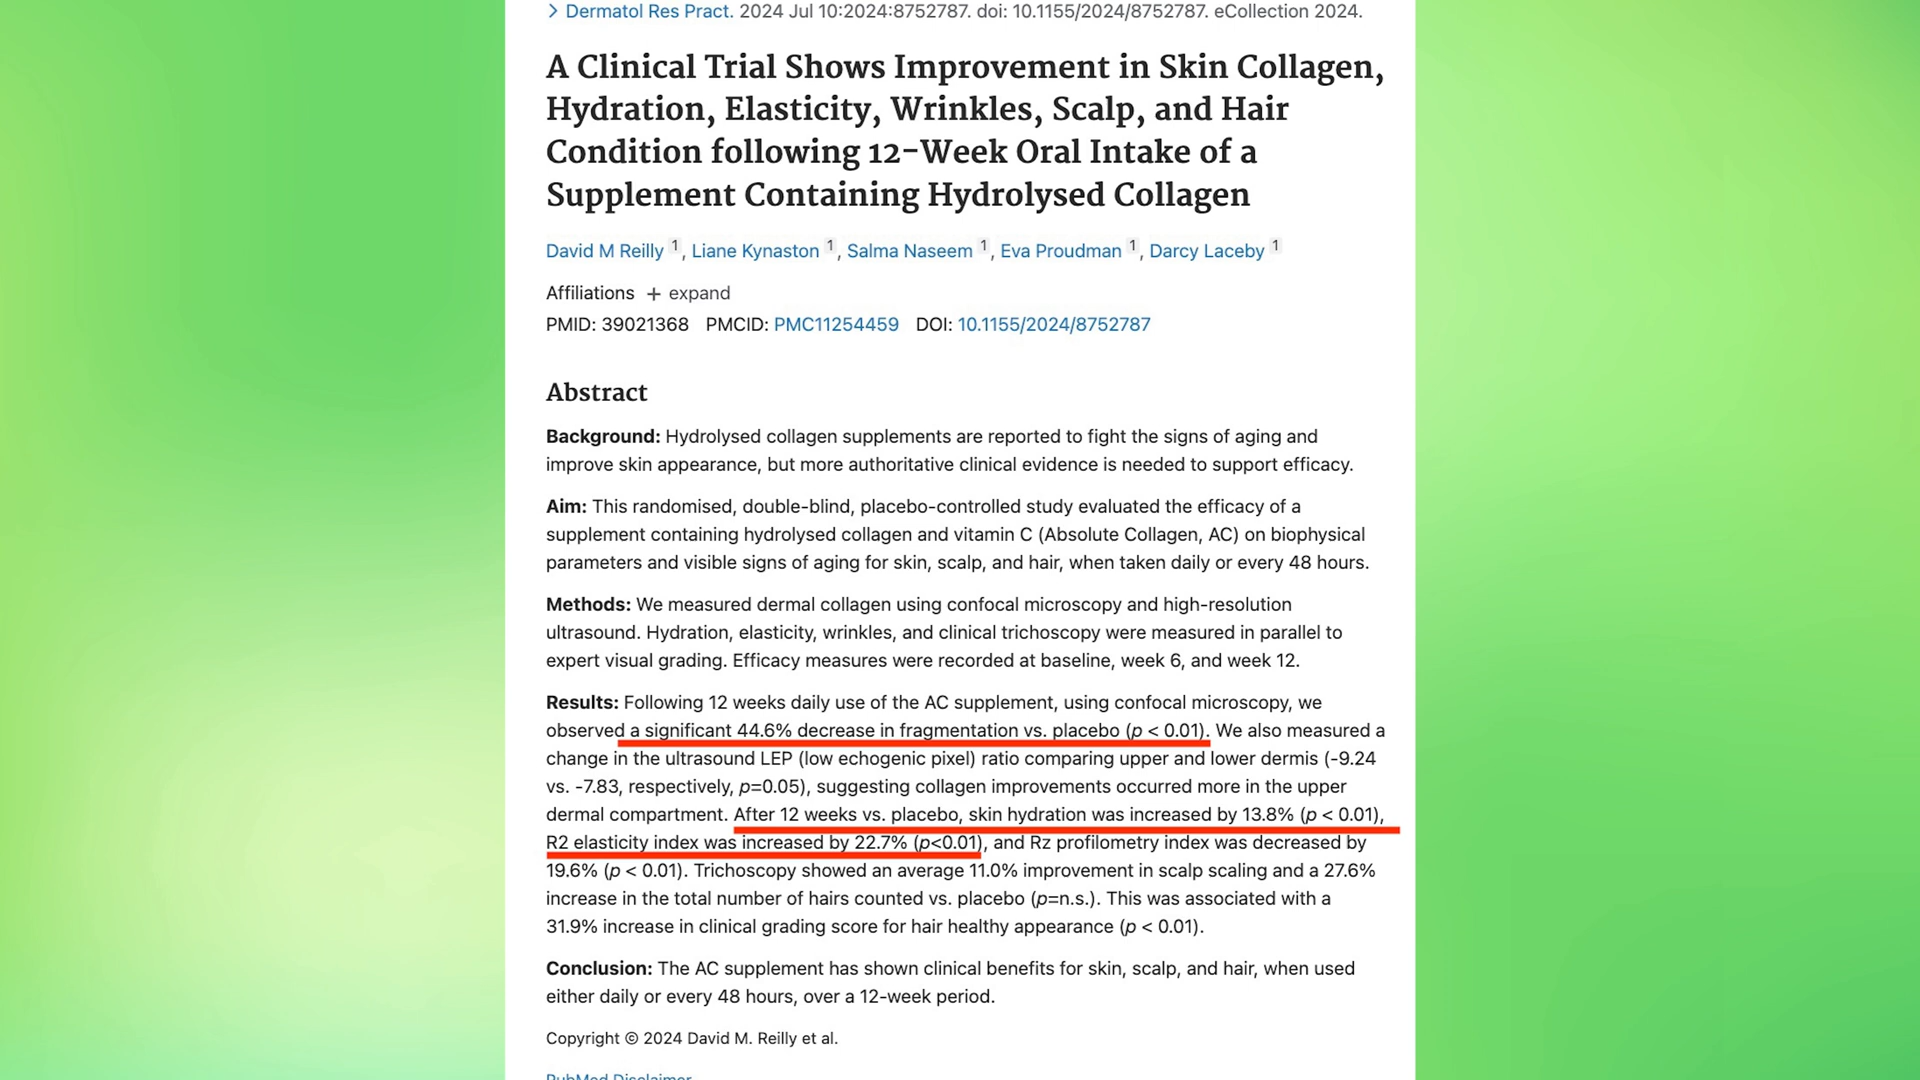 > Dermatol Res Pract. 2024 Jul 10:2024:8752787. doi: 10.1155/2024/8752787. eCollection 2024.
A Clinical Trial Shows Improvement in Skin Collagen,
Hydration, Elasticity, Wrinkles, Scalp, and Hair
Condition following 12-Week Oral Intake of a
Supplement Containing Hydrolysed Collagen
David M Reilly 1, Liane Kynaston 1, Salma Naseem 1, Eva Proudman 1, Darcy Laceby 1
Affiliations + expand
PMID: 39021368 PMCID: PMC11254459 DOI: 10.1155/2024/8752787
Abstract
Background: Hydrolysed collagen supplements are reported to fight the signs of aging and
improve skin appearance, but more authoritative clinical evidence is needed to support efficacy.
Aim: This randomised, double-blind, placebo-controlled study evaluated the efficacy of a
supplement containing hydrolysed collagen and vitamin C (Absolute Collagen, AC) on biophysical
parameters and visible signs of aging for skin, scalp, and hair, when taken daily or every 48 hours.
Methods: We measured dermal collagen using confocal microscopy and high-resolution
ultrasound. Hydration, elasticity, wrinkles, and clinical trichoscopy were measured in parallel to
expert visual grading. Efficacy measures were recorded at baseline, week 6, and week 12.
Results: Following 12 weeks daily use of the AC supplement, using confocal microscopy, we
observed a significant 44.6% decrease in fragmentation vs. placebo (p < 0.01). We also measured a
change in the ultrasound LEP (low echogenic pixel) ratio comparing upper and lower dermis (-9.24
vs. -7.83, respectively, p=0.05), suggesting collagen improvements occurred more in the upper
dermal compartment. After 12 weeks vs. placebo, skin hydration was increased by 13.8% (p < 0.01),
R2 elasticity index was increased by 22.7% (p<0.01), and Rz profilometry index was decreased by
19.6% (p < 0.01). Trichoscopy showed an average 11.0% improvement in scalp scaling and a 27.6%
increase in the total number of hairs counted vs. placebo (p=n.s.). This was associated with a
31.9% increase in clinical grading score for hair healthy appearance (p < 0.01).
Conclusion: The AC supplement has shown clinical benefits for skin, scalp, and hair, when used
either daily or every 48 hours, over a 12-week period.
Copyright © 2024 David M. Reilly et al.
PubMed Disclaimer